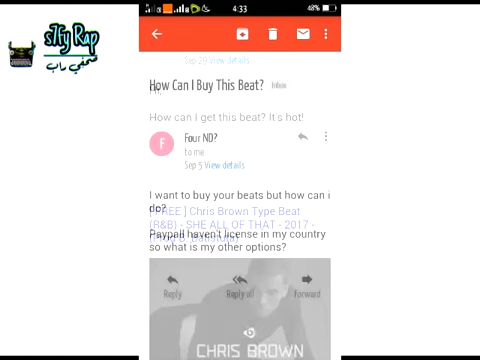 s7fy Rap
صحفي راب
4:33
48%
Sep 29 View details
How Can I Buy This Beat? Inbox
How can I get this beat? It's hot!
F
Four ND?
to me
Sep 5 View details
I want to buy your beats but how can i
do?
[FREE] Chris Brown Type Beat
(R&B) - SHE ALL OF THAT - 2017 -
Paypall haven't license in my country
so what is my other options?
Reply
Reply all
Forward
CHRIS BROWN